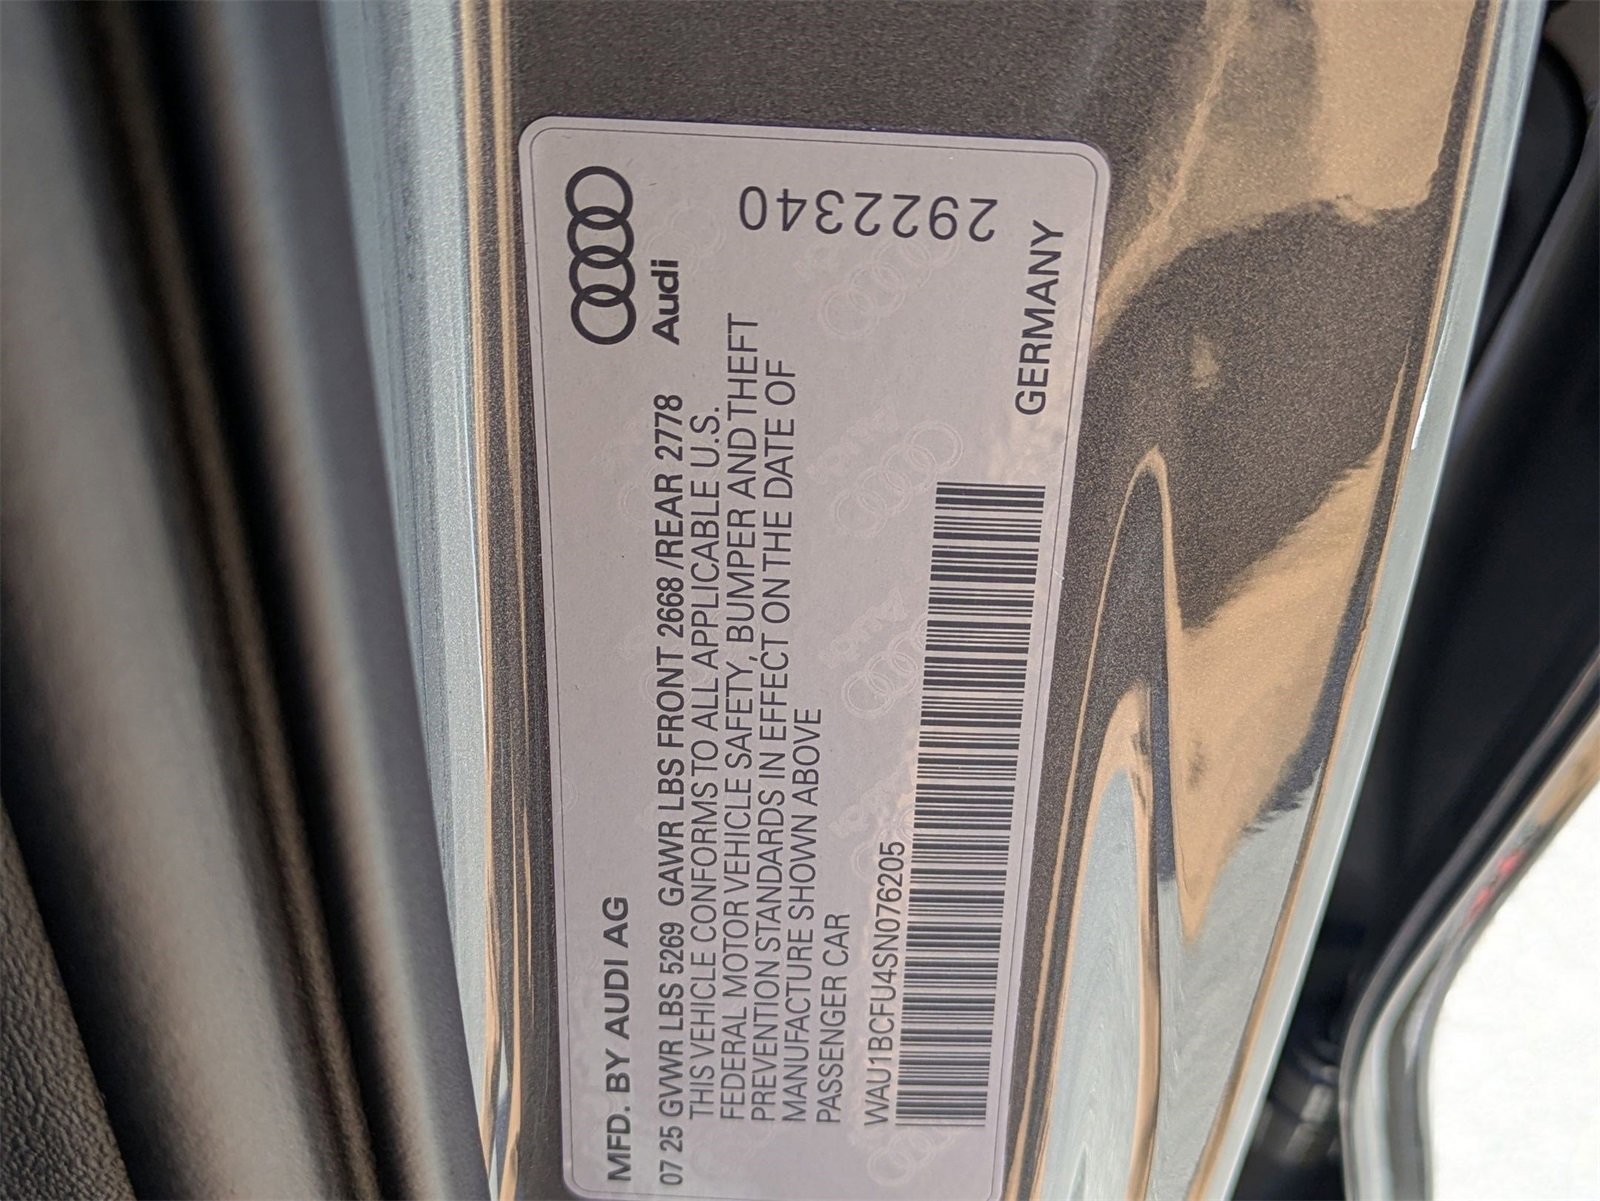 MFD. BY AUDI AG
Audi
07 25 GVWR LBS 5269 GAWR LBS FRONT 2668 /REAR 2778
THIS VEHICLE CONFORMS TO ALL APPLICABLE U.S.
FEDERAL MOTOR VEHICLE SAFETY, BUMPER AND THEFT
PREVENTION STANDARDS IN EFFECT ON THE DATE OF
MANUFACTURE SHOWN ABOVE
PASSENGER CAR
WAU1BCFU4SN076205
GERMANY
2922340